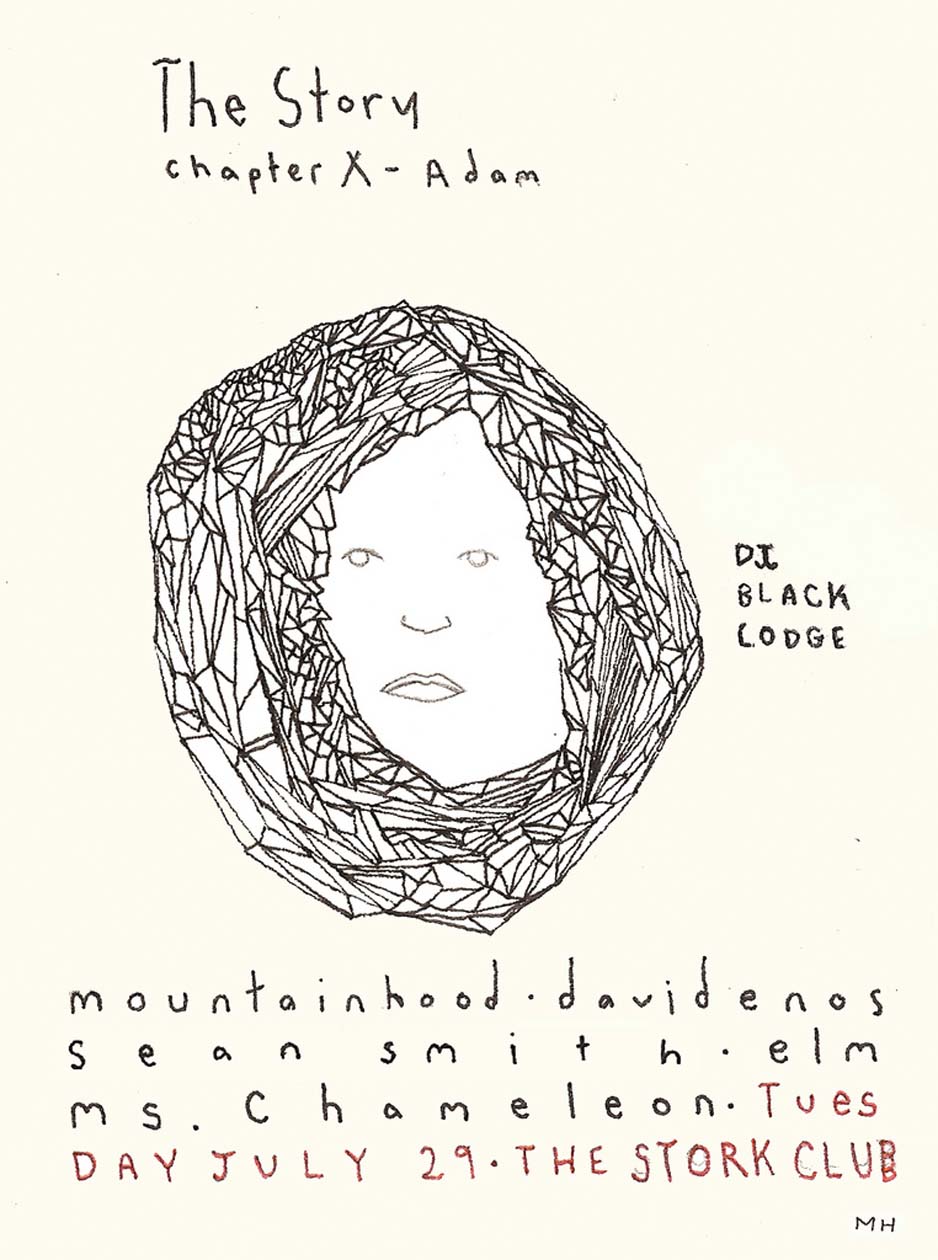 The Story
chapter X - Adam
DJ
BLACK
LODGE
mountainhood · davidenos
sean smith · elm
ms. Chameleon · Tues
DAY JULY 29 · THE STORK CLUB
MH